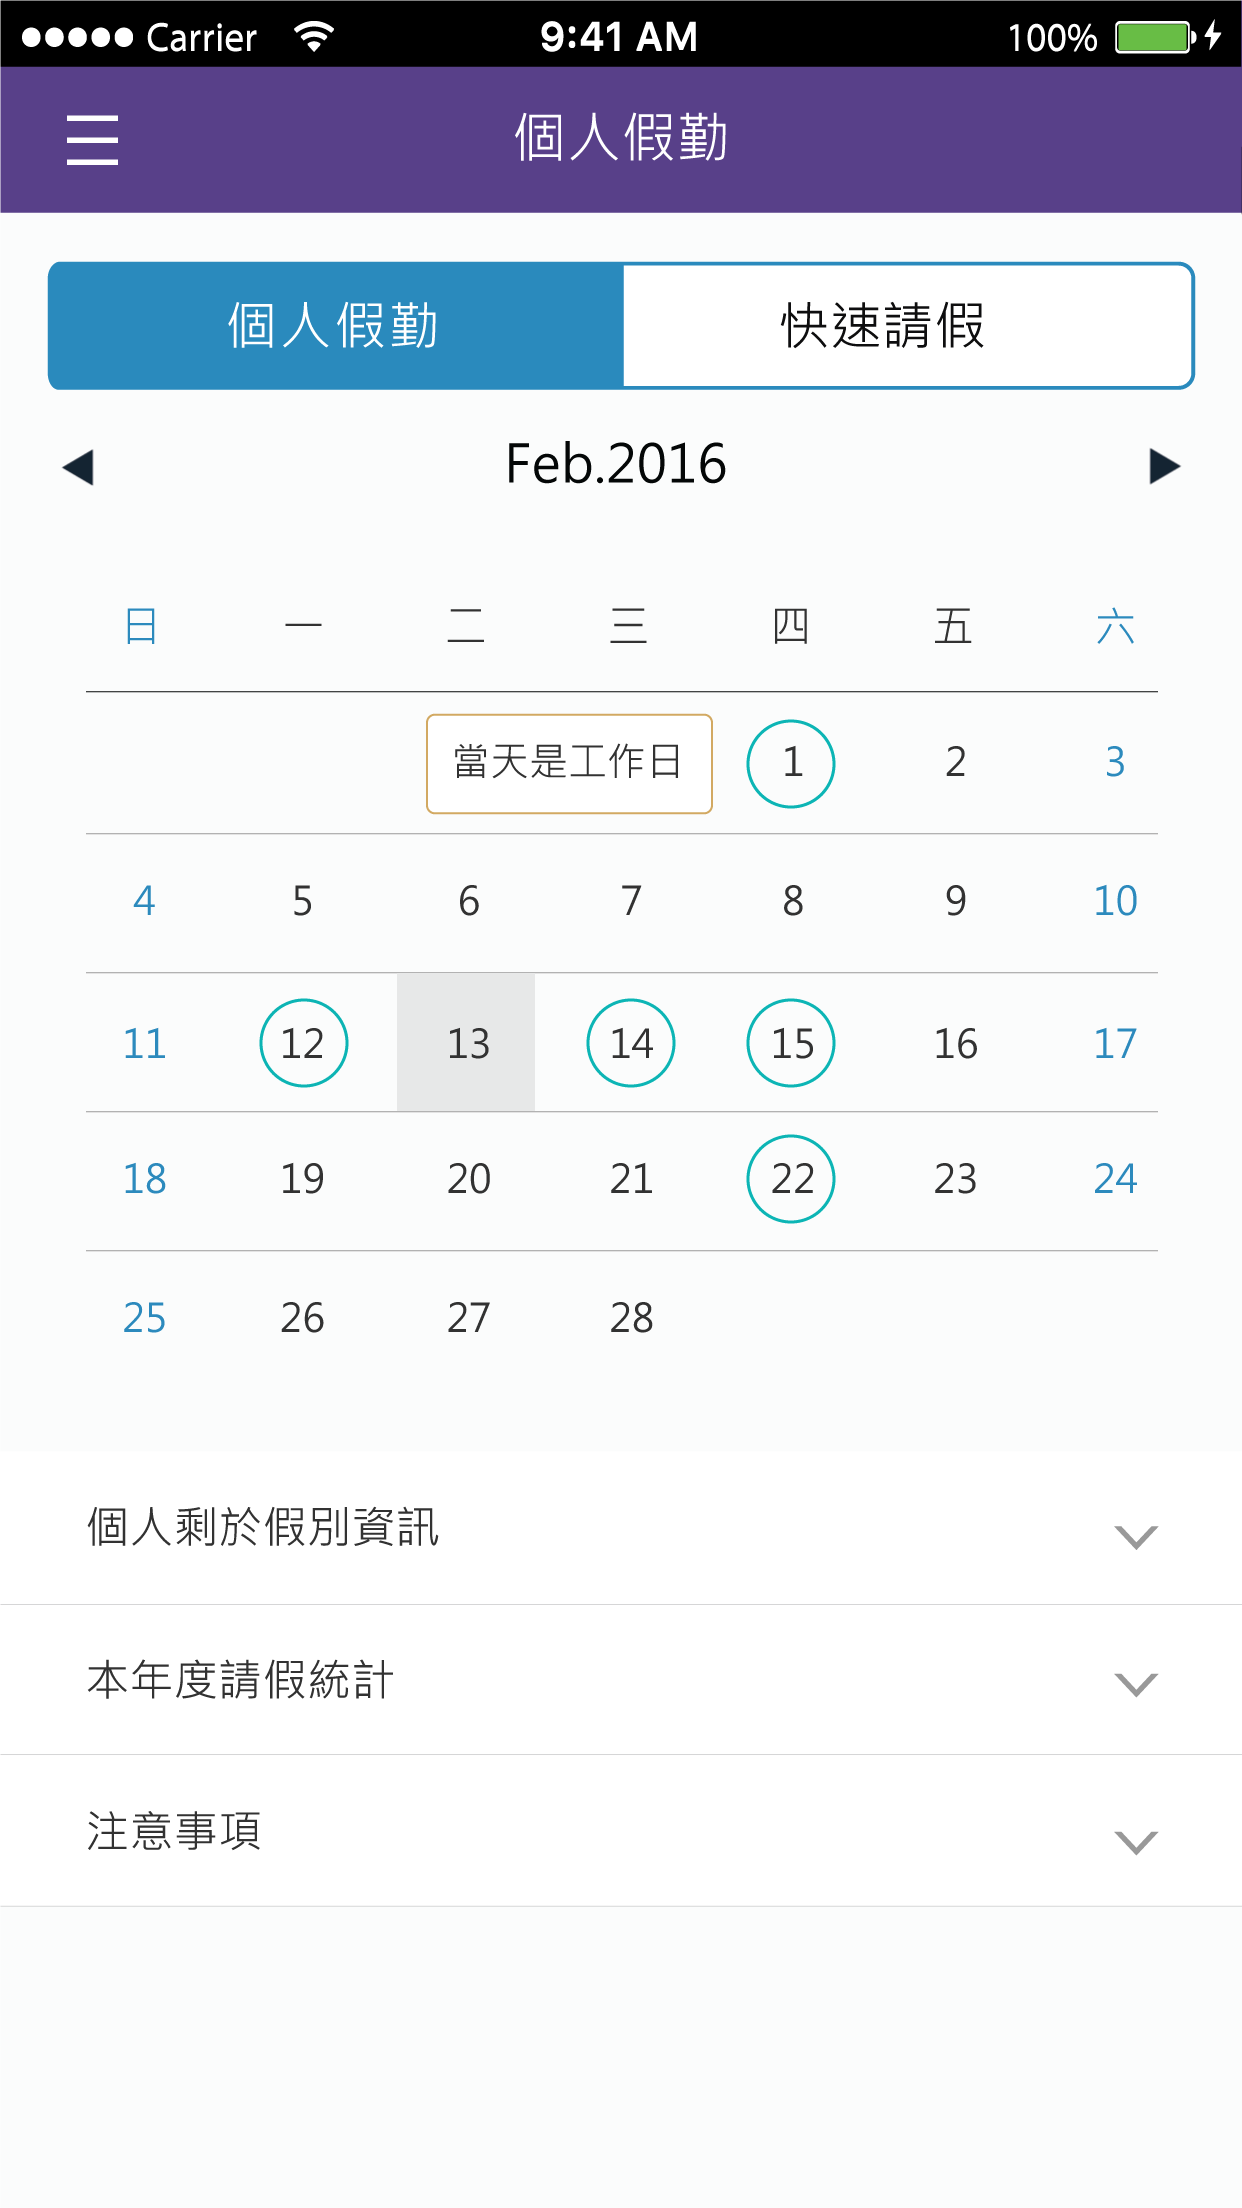 Carrier 9:41 AM 100%
個人假勤
個人假勤 快速請假
Feb.2016
日 一 二 三 四 五 六
當天是工作日 1 2 3
4 5 6 7 8 9 10
11 12 13 14 15 16 17
18 19 20 21 22 23 24
25 26 27 28
個人剩於假別資訊
本年度請假統計
注意事項